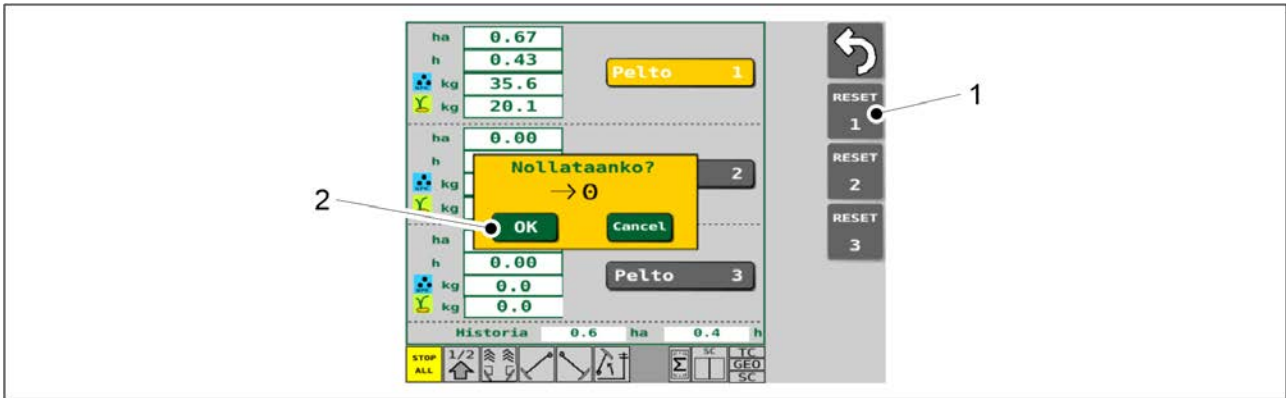 ha 0.67
h 0.43
kg 35.6
kg 20.1
Pelto 1
ha 0.00
h
kg
kg
2
Nollataanko?
→0
OK Cancel
ha
h 0.00
kg 0.0
kg 0.0
Pelto 3
Historia 0.6 ha 0.4 h
STOP
ALL
1/2
Σ
SC
TC
GEO
SC
RESET
1
RESET
2
RESET
3
1
2